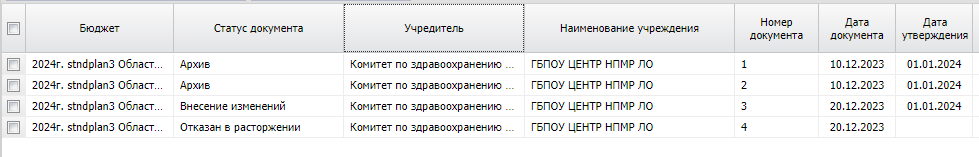 Бюджет Статус документа Учредитель Наименование учреждения Номер документа Дата документа Дата утверждения
2024г. stndplan3 Област... Архив Комитет по здравоохранению ... ГБПОУ ЦЕНТР НПМР ЛО 1 10.12.2023 01.01.2024
2024г. stndplan3 Област... Архив Комитет по здравоохранению ... ГБПОУ ЦЕНТР НПМР ЛО 2 10.12.2023 01.01.2024
2024г. stndplan3 Област... Внесение изменений Комитет по здравоохранению ... ГБПОУ ЦЕНТР НПМР ЛО 3 20.12.2023 01.01.2024
2024г. stndplan3 Област... Отказан в расторжении Комитет по здравоохранению ... ГБПОУ ЦЕНТР НПМР ЛО 4 20.12.2023